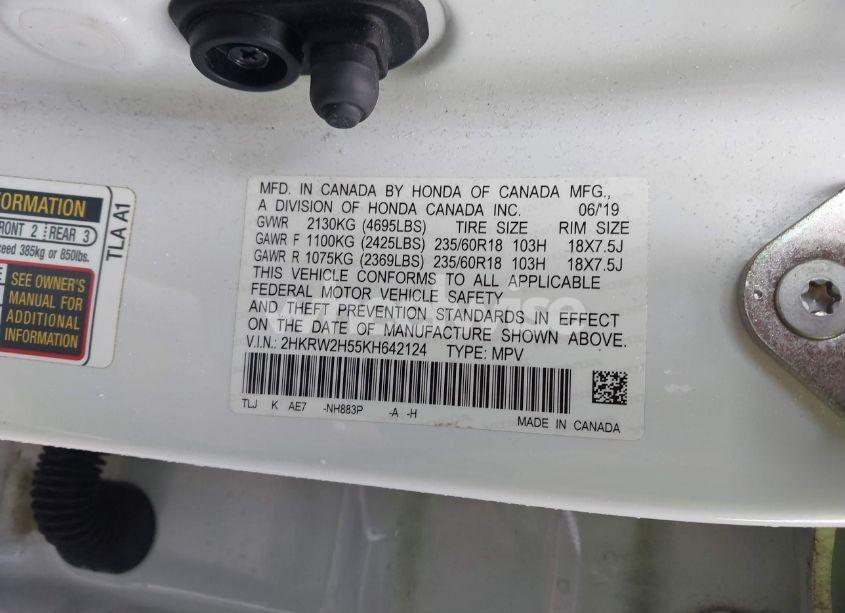 FORMATION
FRONT 2 REAR 3
ceed 385kg or 850lbs.
SEE OWNER'S
MANUAL FOR
ADDITIONAL
INFORMATION
TLA A1
MFD. IN CANADA BY HONDA OF CANADA MFG.,
A DIVISION OF HONDA CANADA INC. 06/'19
GVWR 2130KG (4695LBS) TIRE SIZE RIM SIZE
GAWR F 1100KG (2425LBS) 235/60R18 103H 18X7.5J
GAWR R 1075KG (2369LBS) 235/60R18 103H 18X7.5J
THIS VEHICLE CONFORMS TO ALL APPLICABLE
FEDERAL MOTOR VEHICLE SAFETY
AND THEFT PREVENTION STANDARDS IN EFFECT
ON THE DATE OF MANUFACTURE SHOWN ABOVE.
V.I.N.: 2HKRW2H55KH642124 TYPE: MPV
TLJ K AE7 -NH883P -A -H
MADE IN CANADA